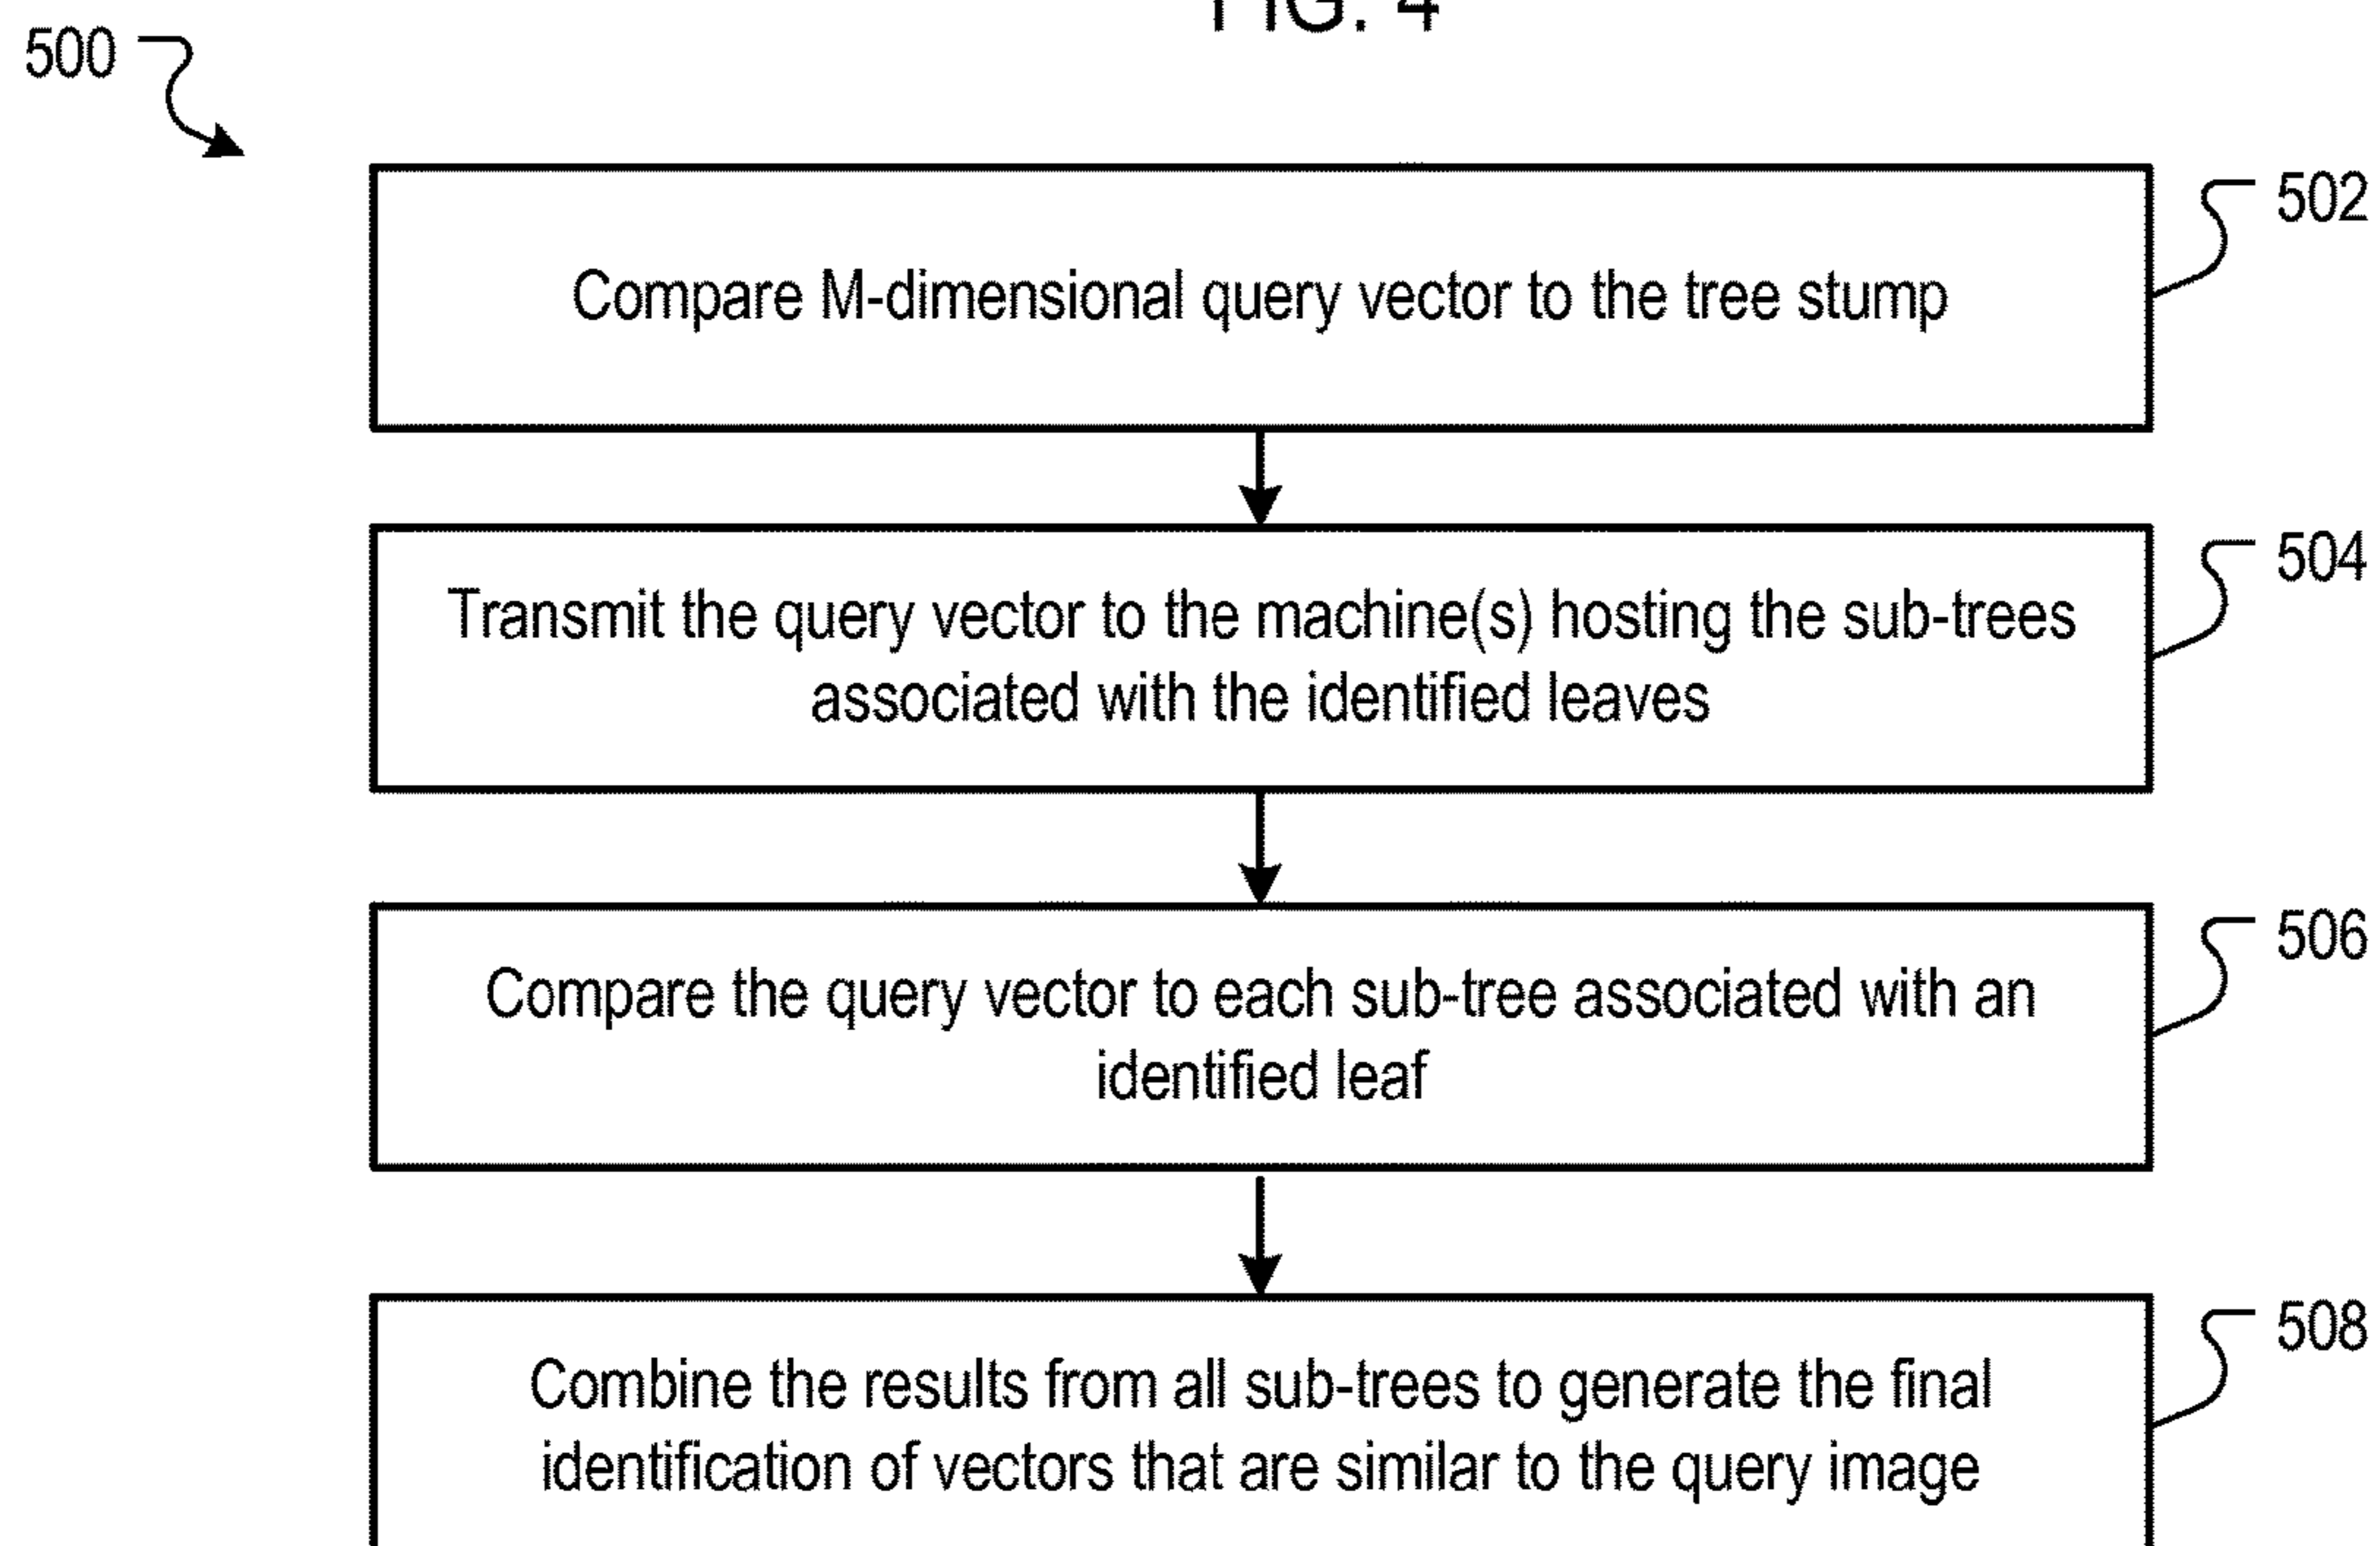 FIG. 4
500
502
Compare M-dimensional query vector to the tree stump
504
Transmit the query vector to the machine(s) hosting the sub-trees
associated with the identified leaves
506
Compare the query vector to each sub-tree associated with an
identified leaf
508
Combine the results from all sub-trees to generate the final
identification of vectors that are similar to the query image